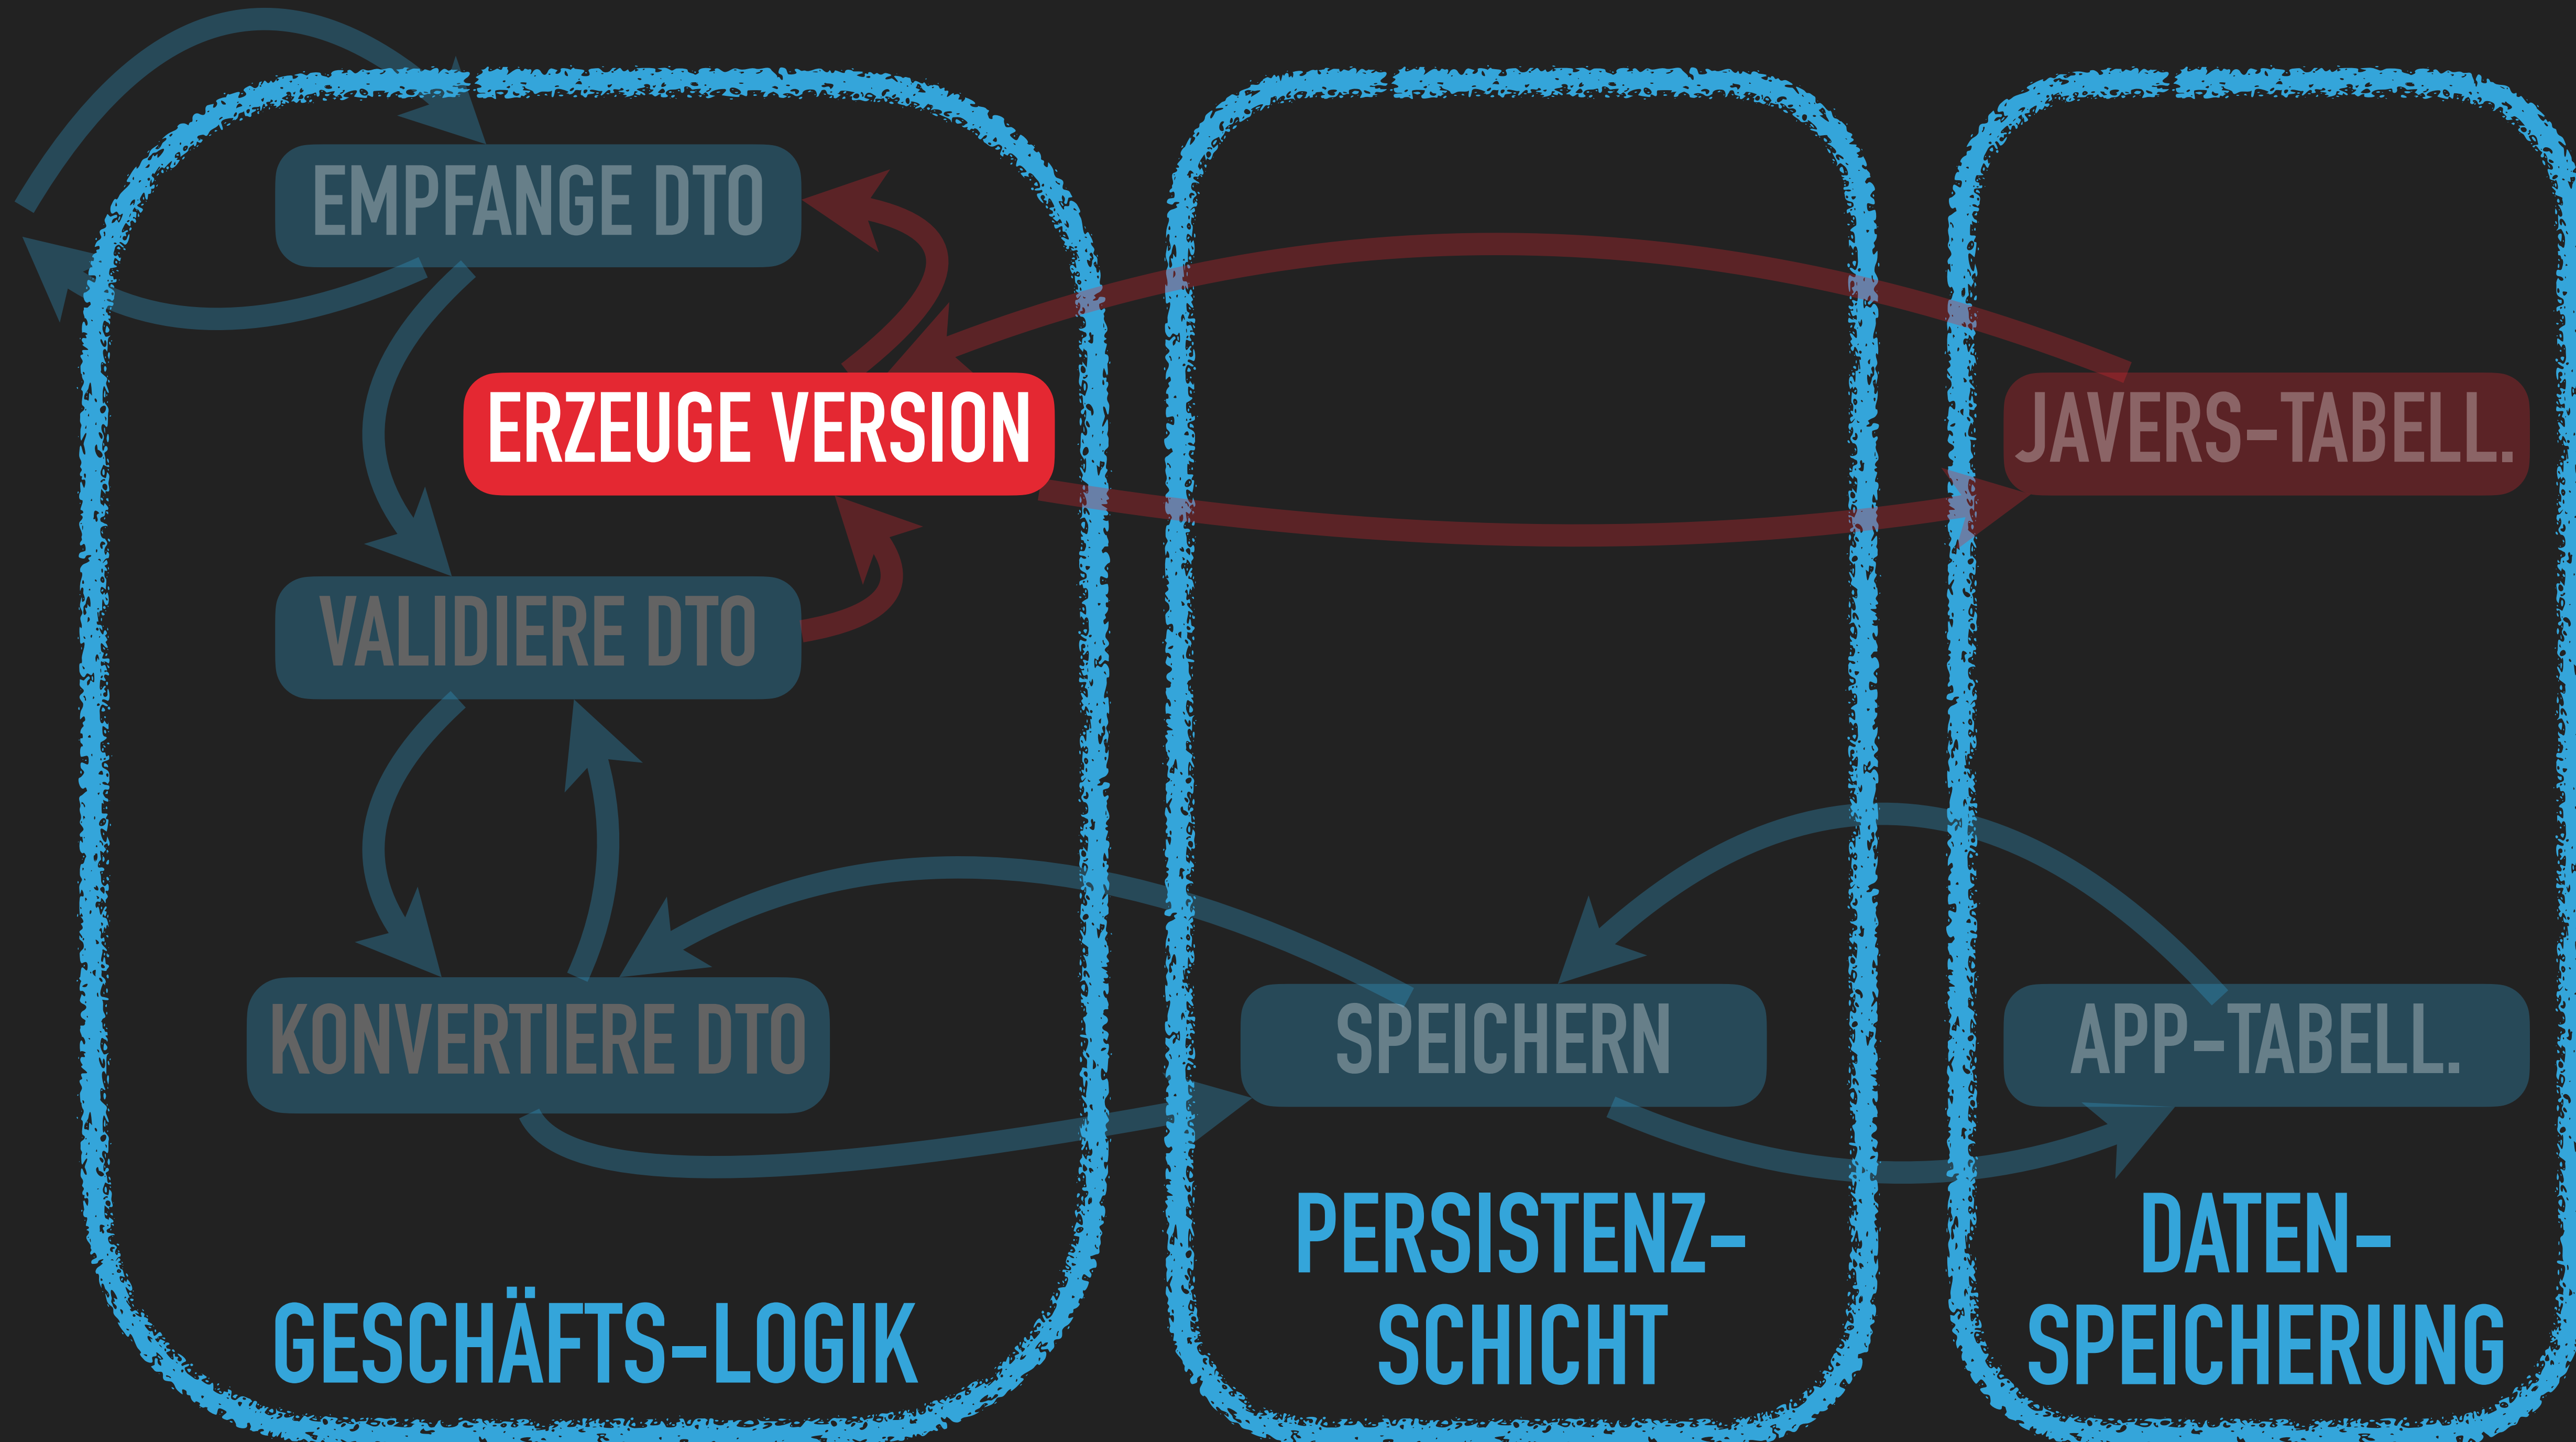 EMPFANGE DTO
ERZEUGE VERSION
JAVERS-TABELL.
VALIDIERE DTO
KONVERTIERE DTO
SPEICHERN
APP-TABELL.
GESCHÄFTS-LOGIK
PERSISTENZ-
SCHICHT
DATEN-
SPEICHERUNG